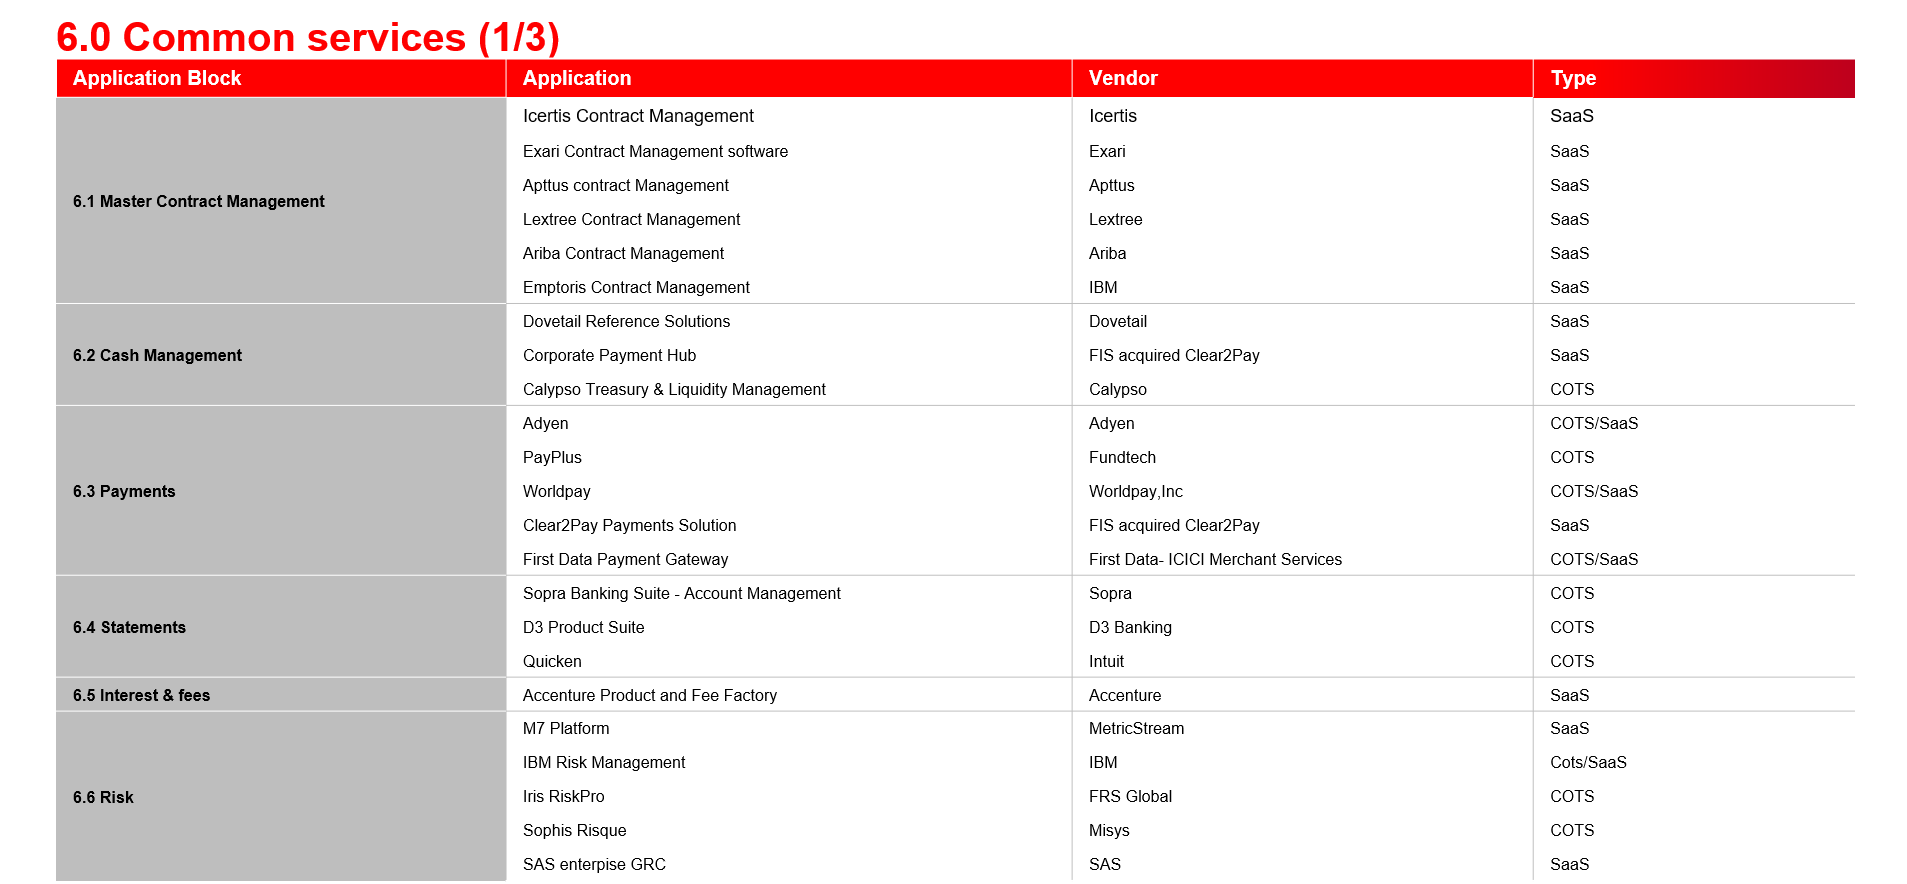 6.0 Common services (1/3)
Application Block Application Vendor Type
6.1 Master Contract Management
Icertis Contract Management Icertis SaaS
Exari Contract Management software Exari SaaS
Apttus contract Management Apttus SaaS
Lextree Contract Management Lextree SaaS
Ariba Contract Management Ariba SaaS
Emptoris Contract Management IBM SaaS
6.2 Cash Management
Dovetail Reference Solutions Dovetail SaaS
Corporate Payment Hub FIS acquired Clear2Pay SaaS
Calypso Treasury & Liquidity Management Calypso COTS
6.3 Payments
Adyen Adyen COTS/SaaS
PayPlus Fundtech COTS
Worldpay Worldpay,Inc COTS/SaaS
Clear2Pay Payments Solution FIS acquired Clear2Pay SaaS
First Data Payment Gateway First Data- ICICI Merchant Services COTS/SaaS
6.4 Statements
Sopra Banking Suite - Account Management Sopra COTS
D3 Product Suite D3 Banking COTS
Quicken Intuit COTS
6.5 Interest & fees Accenture Product and Fee Factory Accenture SaaS
6.6 Risk
M7 Platform MetricStream SaaS
IBM Risk Management IBM Cots/SaaS
Iris RiskPro FRS Global COTS
Sophis Risque Misys COTS
SAS enterpise GRC SAS SaaS